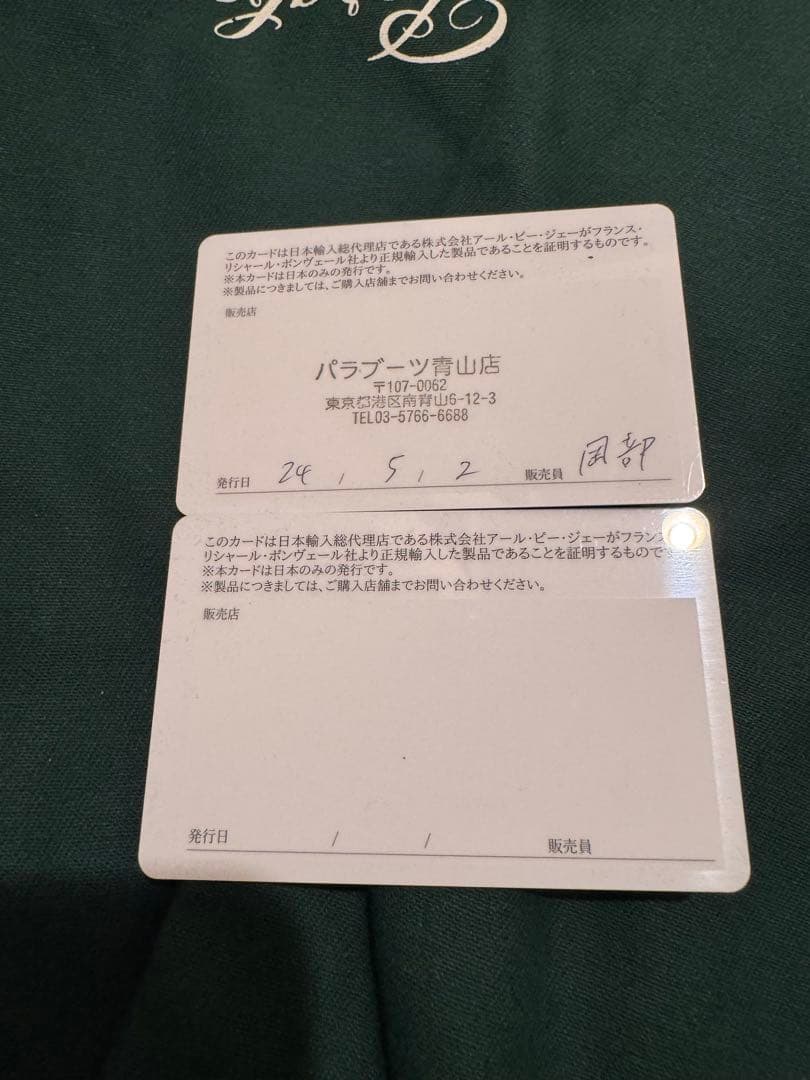 このカードは日本輸入総代理店である株式会社アール・ビー・ジェーがフランス・
リシャール・ポンヴェール社より正規輸入した製品であることを証明するものです。
※本カードは日本のみの発行です。
※製品につきましては、ご購入店舗までお問い合わせください。
販売店
パラブーツ青山店
〒107-0062
東京都港区南青山6-12-3
TEL03-5766-6688
発行日 24 / 5 / 2 販売員 岡部
このカードは日本輸入総代理店である株式会社アール・ビー・ジェーがフランス
リシャール・ポンヴェール社より正規輸入した製品であることを証明するものです
※本カードは日本のみの発行です。
※製品につきましては、ご購入店舗までお問い合わせください。
販売店
発行日 / / 販売員